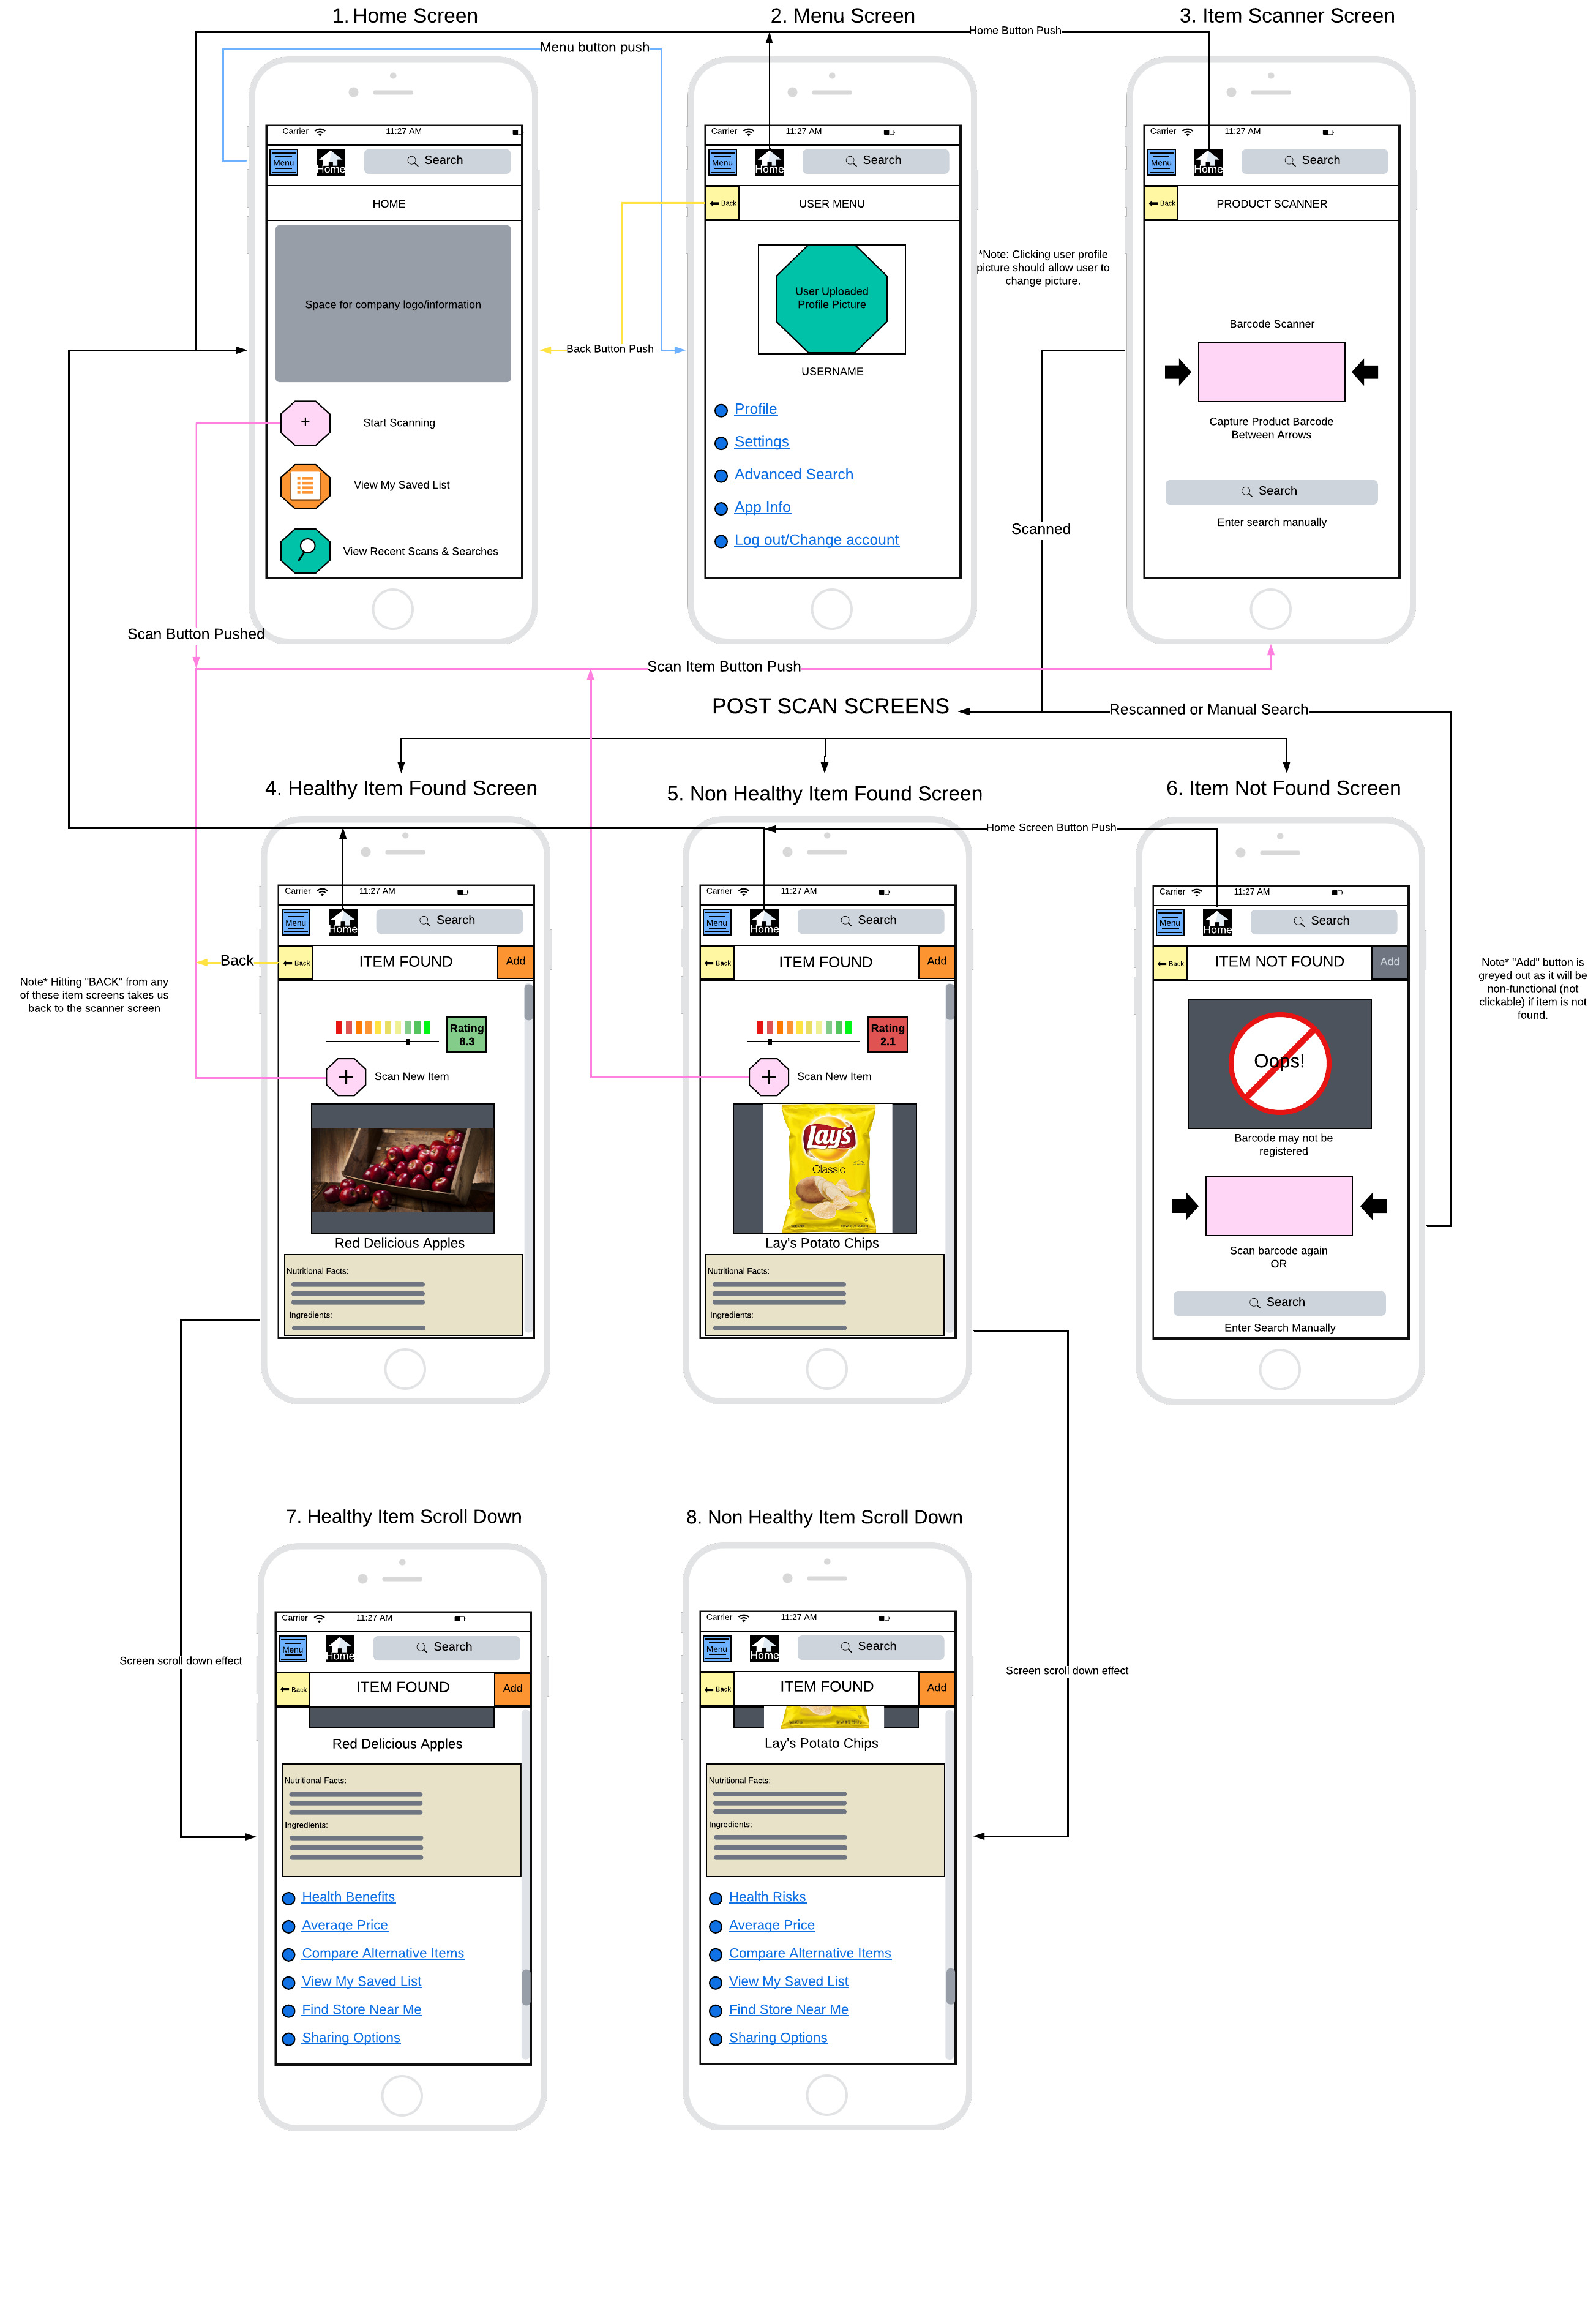 1. Home Screen
2. Menu Screen
3. Item Scanner Screen
Home Button Push
Menu button push
Carrier 11:27 AM
Menu Home Search
HOME
Space for company logo/information
+ Start Scanning
View My Saved List
View Recent Scans & Searches
Carrier 11:27 AM
Menu Home Search
Back USER MENU
User Uploaded
Profile Picture
USERNAME
Profile
Settings
Advanced Search
App Info
Log out/Change account
*Note: Clicking user profile
picture should allow user to
change picture.
Back Button Push
Carrier 11:27 AM
Menu Home Search
Back PRODUCT SCANNER
Barcode Scanner
Capture Product Barcode
Between Arrows
Search
Enter search manually
Scanned
Scan Button Pushed
Scan Item Button Push
POST SCAN SCREENS
Rescanned or Manual Search
4. Healthy Item Found Screen
5. Non Healthy Item Found Screen
6. Item Not Found Screen
Home Screen Button Push
Carrier 11:27 AM
Menu Home Search
Back
Back ITEM FOUND Add
Note* Hitting "BACK" from any
of these item screens takes us
back to the scanner screen
Rating
8.3
+ Scan New Item
Red Delicious Apples
Nutritional Facts:
Ingredients:
Carrier 11:27 AM
Menu Home Search
Back ITEM FOUND Add
Rating
2.1
+ Scan New Item
Lay's
Classic
Lay's Potato Chips
Nutritional Facts:
Ingredients:
Carrier 11:27 AM
Menu Home Search
Back ITEM NOT FOUND Add
Oops!
Barcode may not be
registered
Scan barcode again
OR
Search
Enter Search Manually
Note* "Add" button is
greyed out as it will be
non-functional (not
clickable) if item is not
found.
7. Healthy Item Scroll Down
8. Non Healthy Item Scroll Down
Screen scroll down effect
Carrier 11:27 AM
Menu Home Search
Back ITEM FOUND Add
Red Delicious Apples
Nutritional Facts:
Ingredients:
Health Benefits
Average Price
Compare Alternative Items
View My Saved List
Find Store Near Me
Sharing Options
Carrier 11:27 AM
Menu Home Search
Back ITEM FOUND Add
Lay's Potato Chips
Nutritional Facts:
Ingredients:
Health Risks
Average Price
Compare Alternative Items
View My Saved List
Find Store Near Me
Sharing Options
Screen scroll down effect